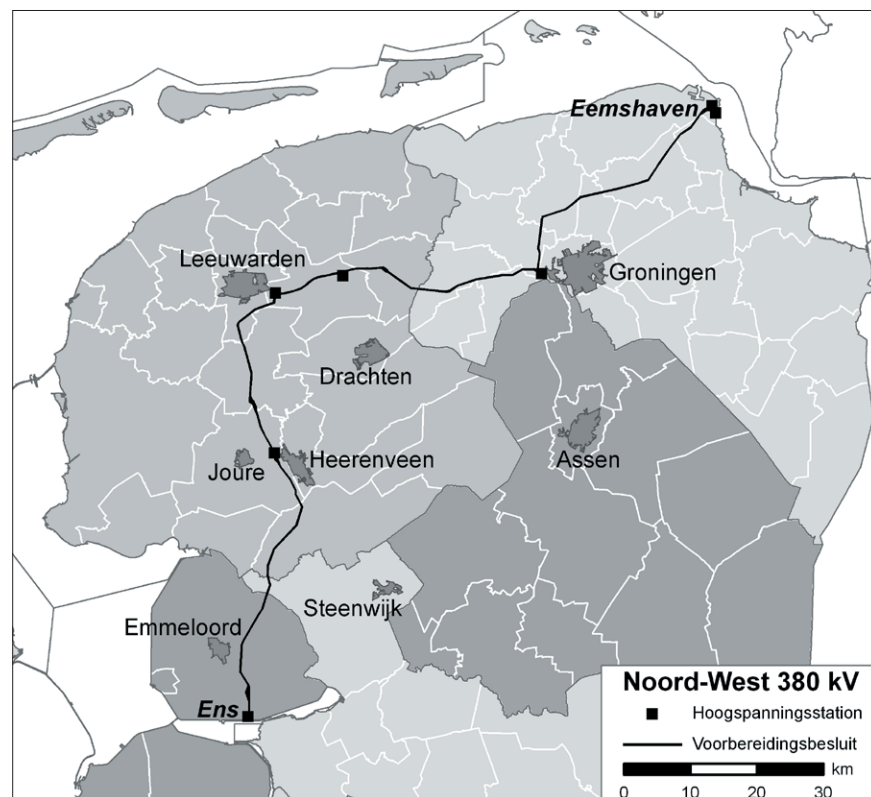 Eemshaven
Leeuwarden
Groningen
Drachten
Joure
Heerenveen
Assen
Steenwijk
Emmeloord
Ens
Noord-West 380 kV
Hoogspanningsstation
Voorbereidingsbesluit
km
0 10 20 30